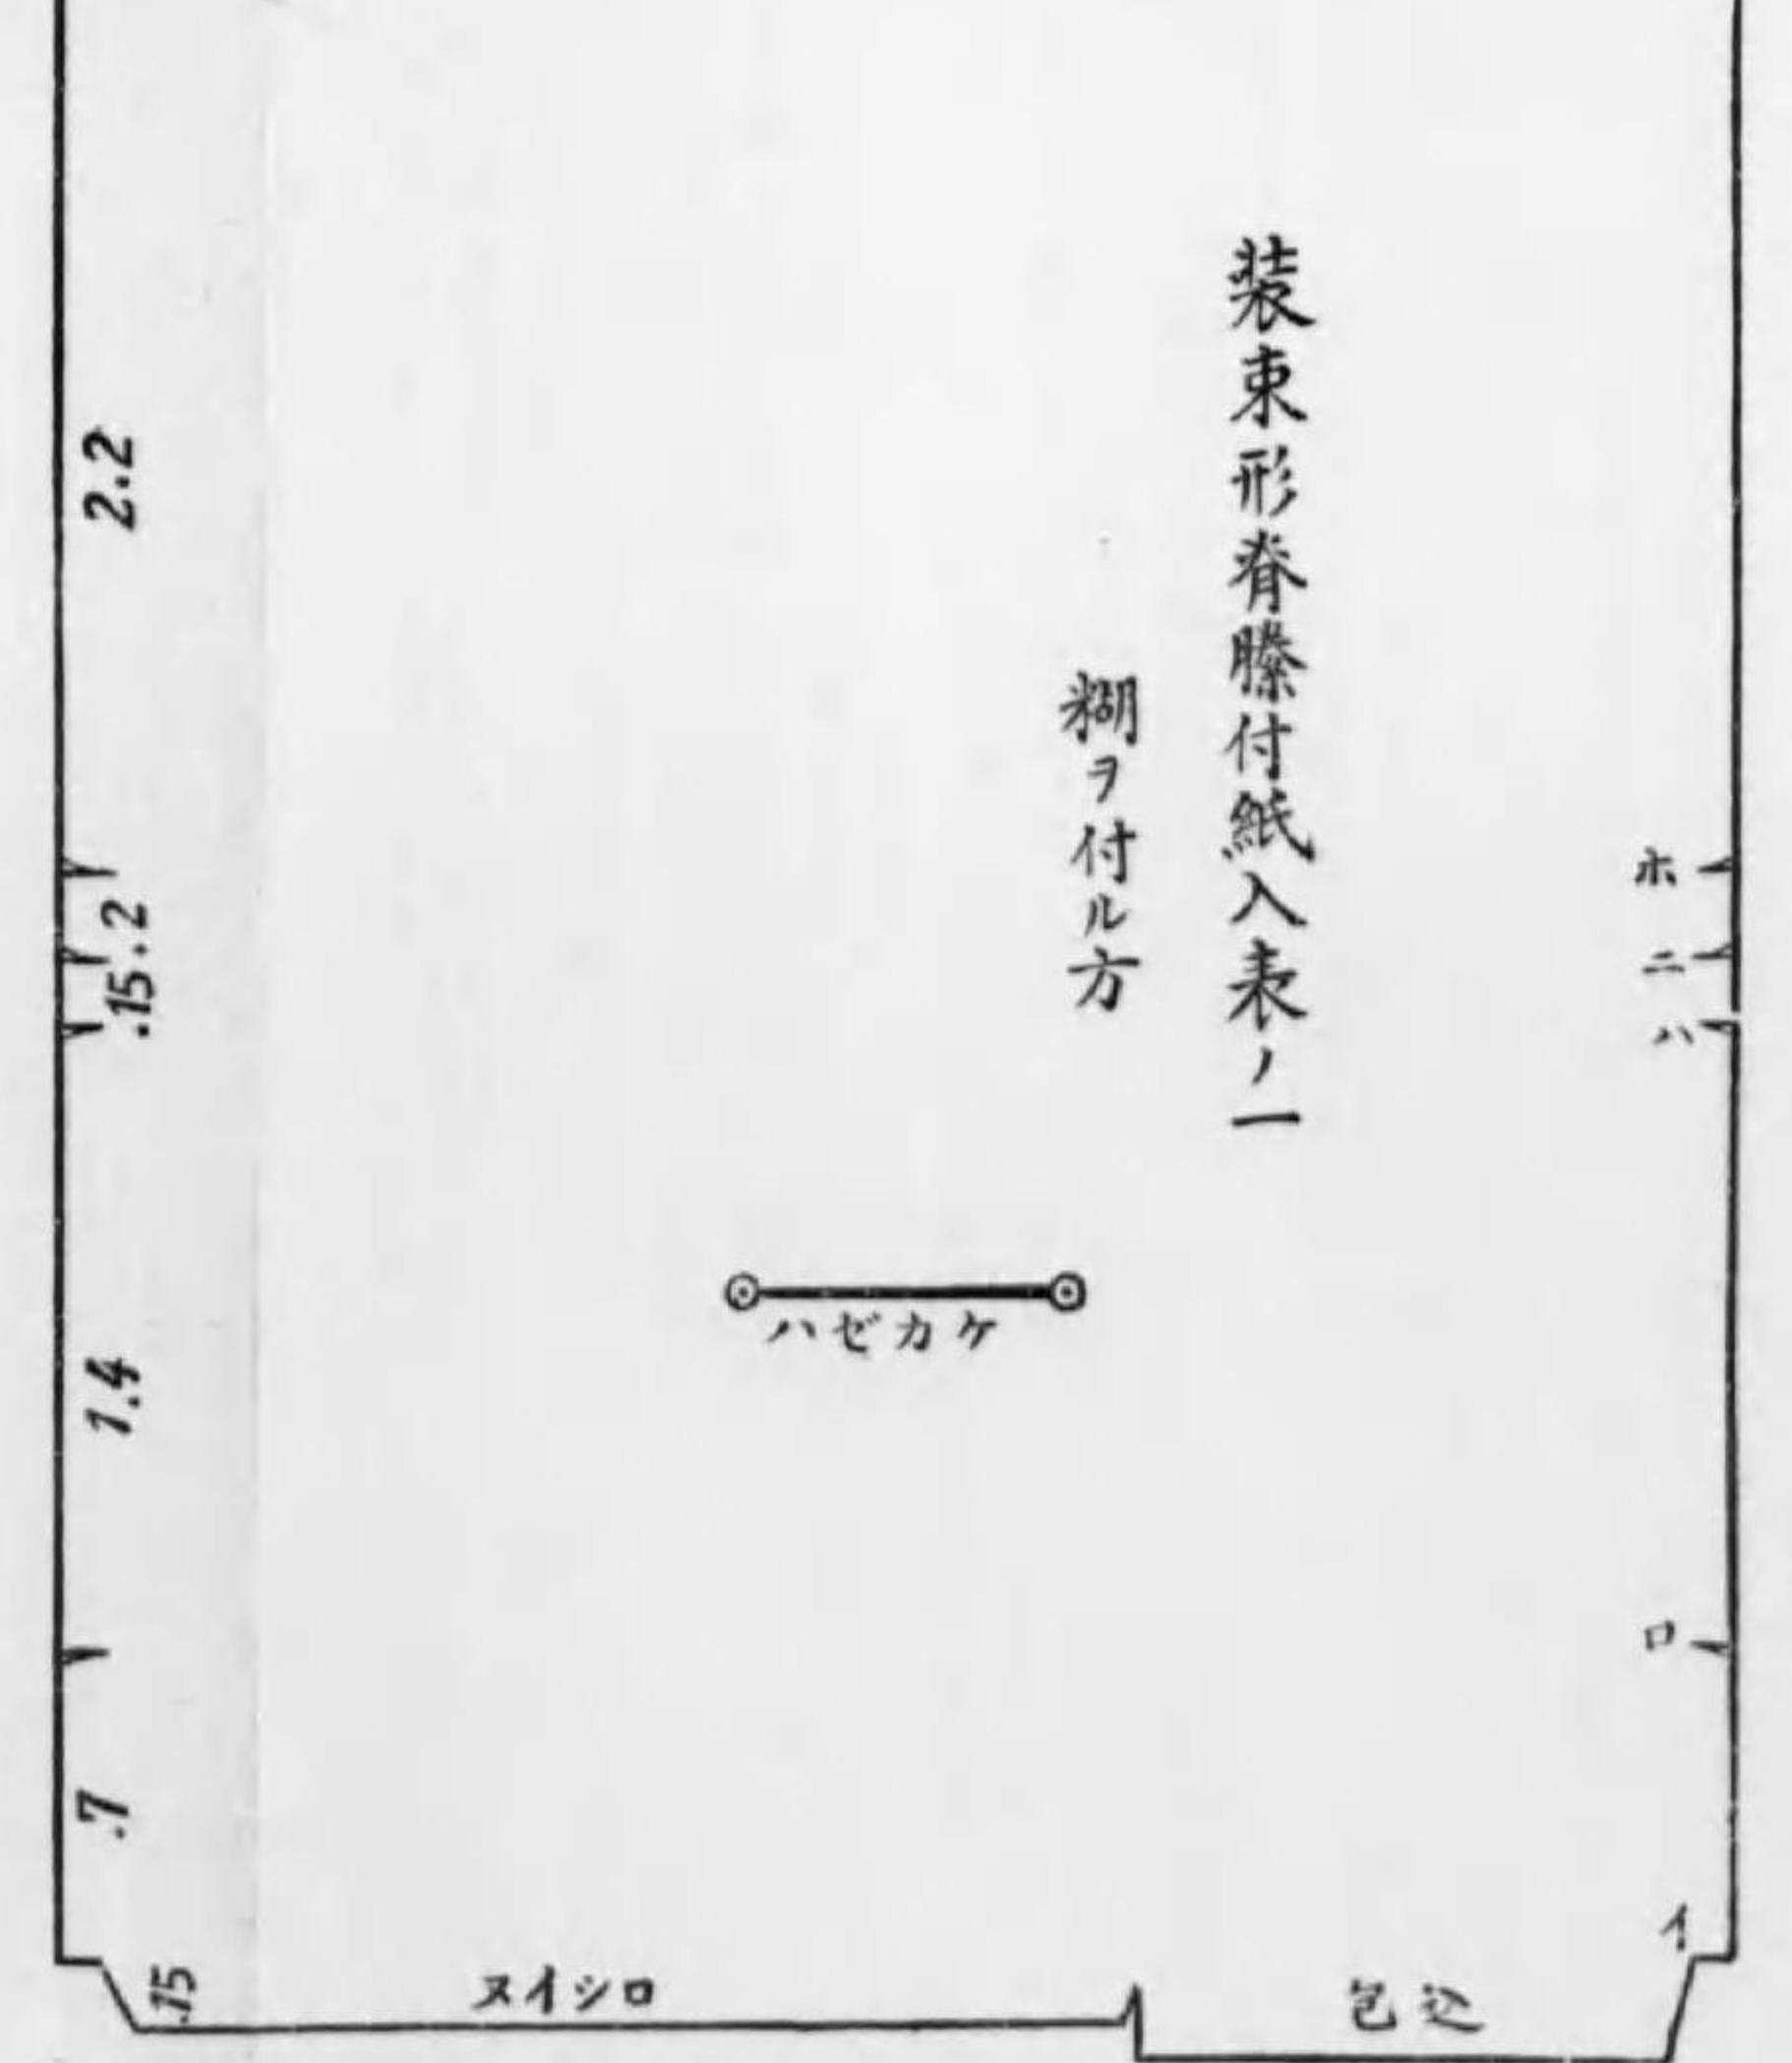 装束形脊縢付紙入表ノ一
糊ヲ付ル方
2.2
.2
.15
1.4
.7
.15
ホ
ニ
ハ
ロ
イ
ハゼカケ
ヌイシロ
包込